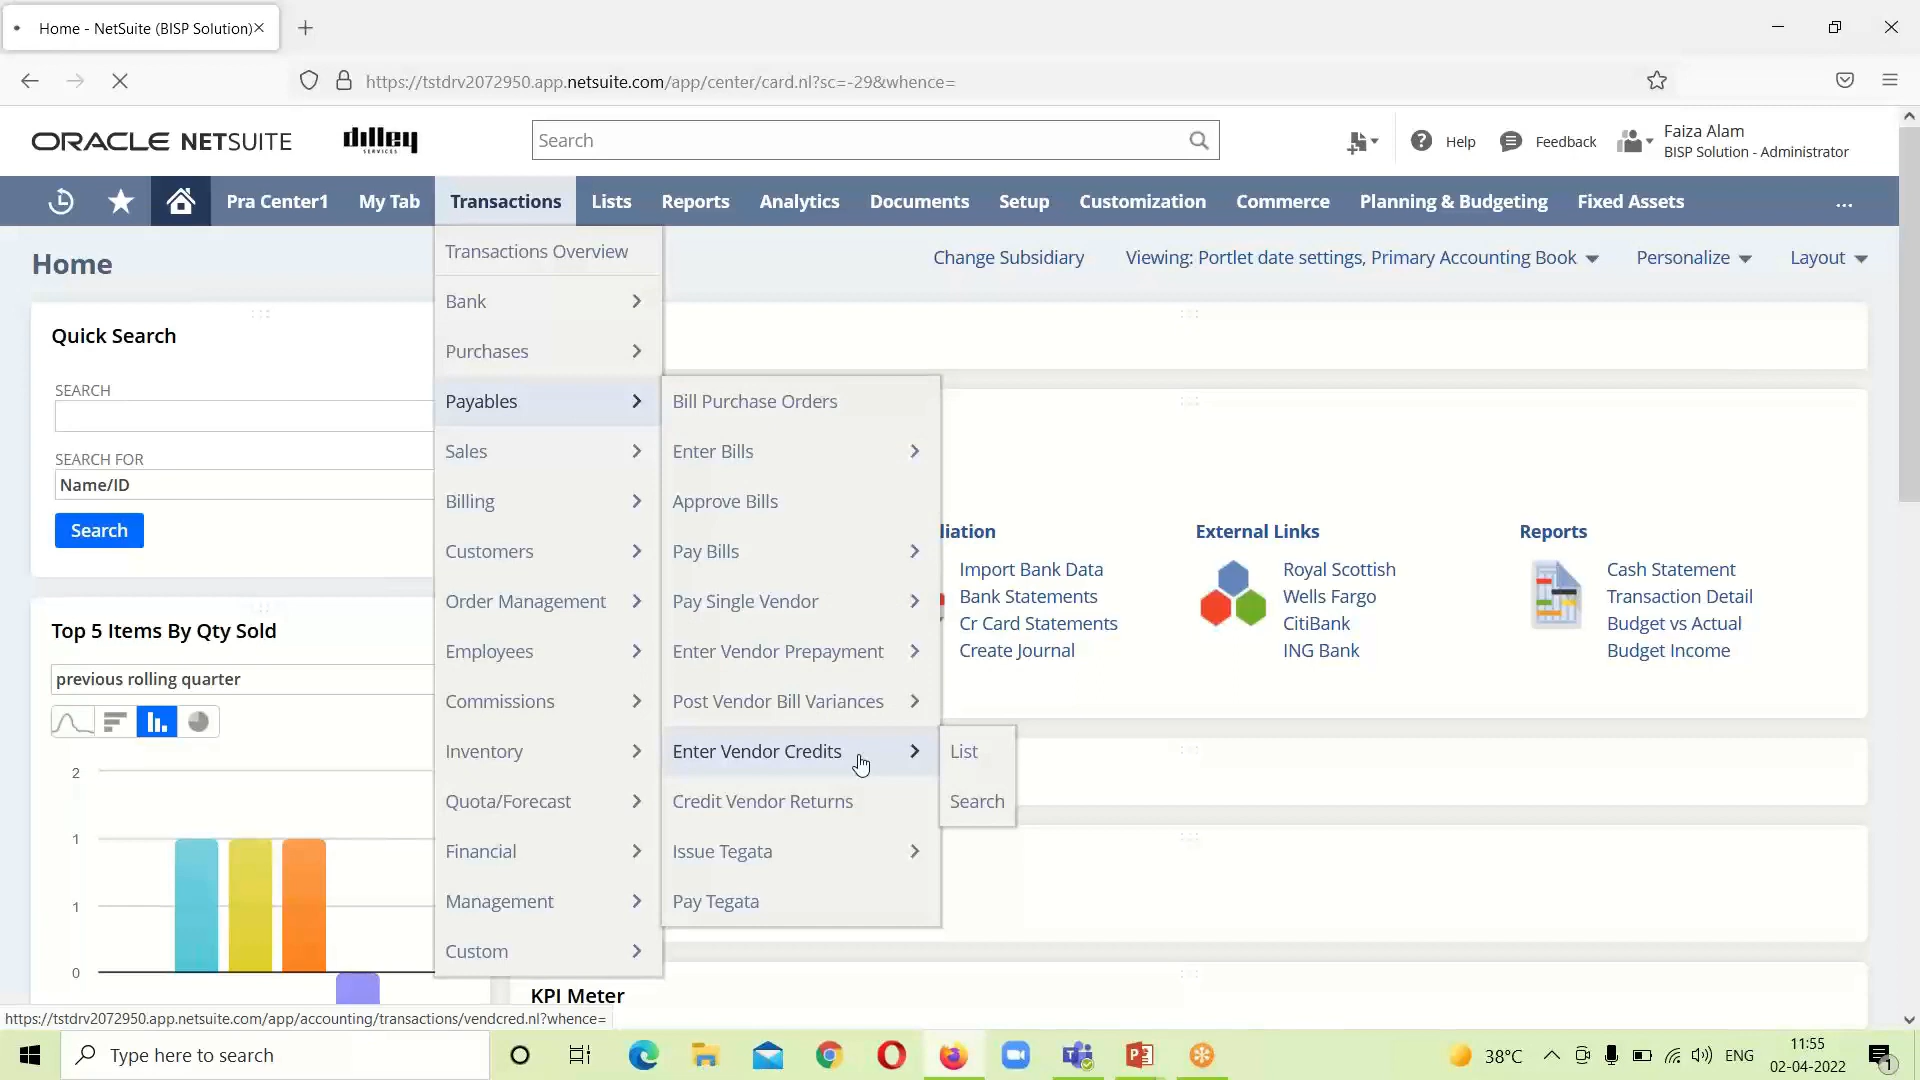 Home - NetSuite (BISP Solution)
https://tstdrv2072950.app.netsuite.com/app/center/card.nl?sc=-29&whence=
ORACLE NETSUITE
dilley
SERVICES
Search
Help
Feedback
Faiza Alam
BISP Solution - Administrator
Pra Center1
My Tab
Transactions
Lists
Reports
Analytics
Documents
Setup
Customization
Commerce
Planning & Budgeting
Fixed Assets
...
Home
Change Subsidiary
Viewing: Portlet date settings, Primary Accounting Book
Personalize
Layout
Quick Search
SEARCH
SEARCH FOR
Name/ID
Search
Top 5 Items By Qty Sold
previous rolling quarter
2
1
1
0
Transactions Overview
Bank
Purchases
Payables
Sales
Billing
Customers
Order Management
Employees
Commissions
Inventory
Quota/Forecast
Financial
Management
Custom
Bill Purchase Orders
Enter Bills
Approve Bills
Pay Bills
Pay Single Vendor
Enter Vendor Prepayment
Post Vendor Bill Variances
Enter Vendor Credits
Credit Vendor Returns
Issue Tegata
Pay Tegata
List
Search
liation
Import Bank Data
Bank Statements
Cr Card Statements
Create Journal
External Links
Royal Scottish
Wells Fargo
CitiBank
ING Bank
Reports
Cash Statement
Transaction Detail
Budget vs Actual
Budget Income
KPI Meter
https://tstdrv2072950.app.netsuite.com/app/accounting/transactions/vendcred.nl?whence=
Type here to search
38°C
ENG
11:55
02-04-2022
1